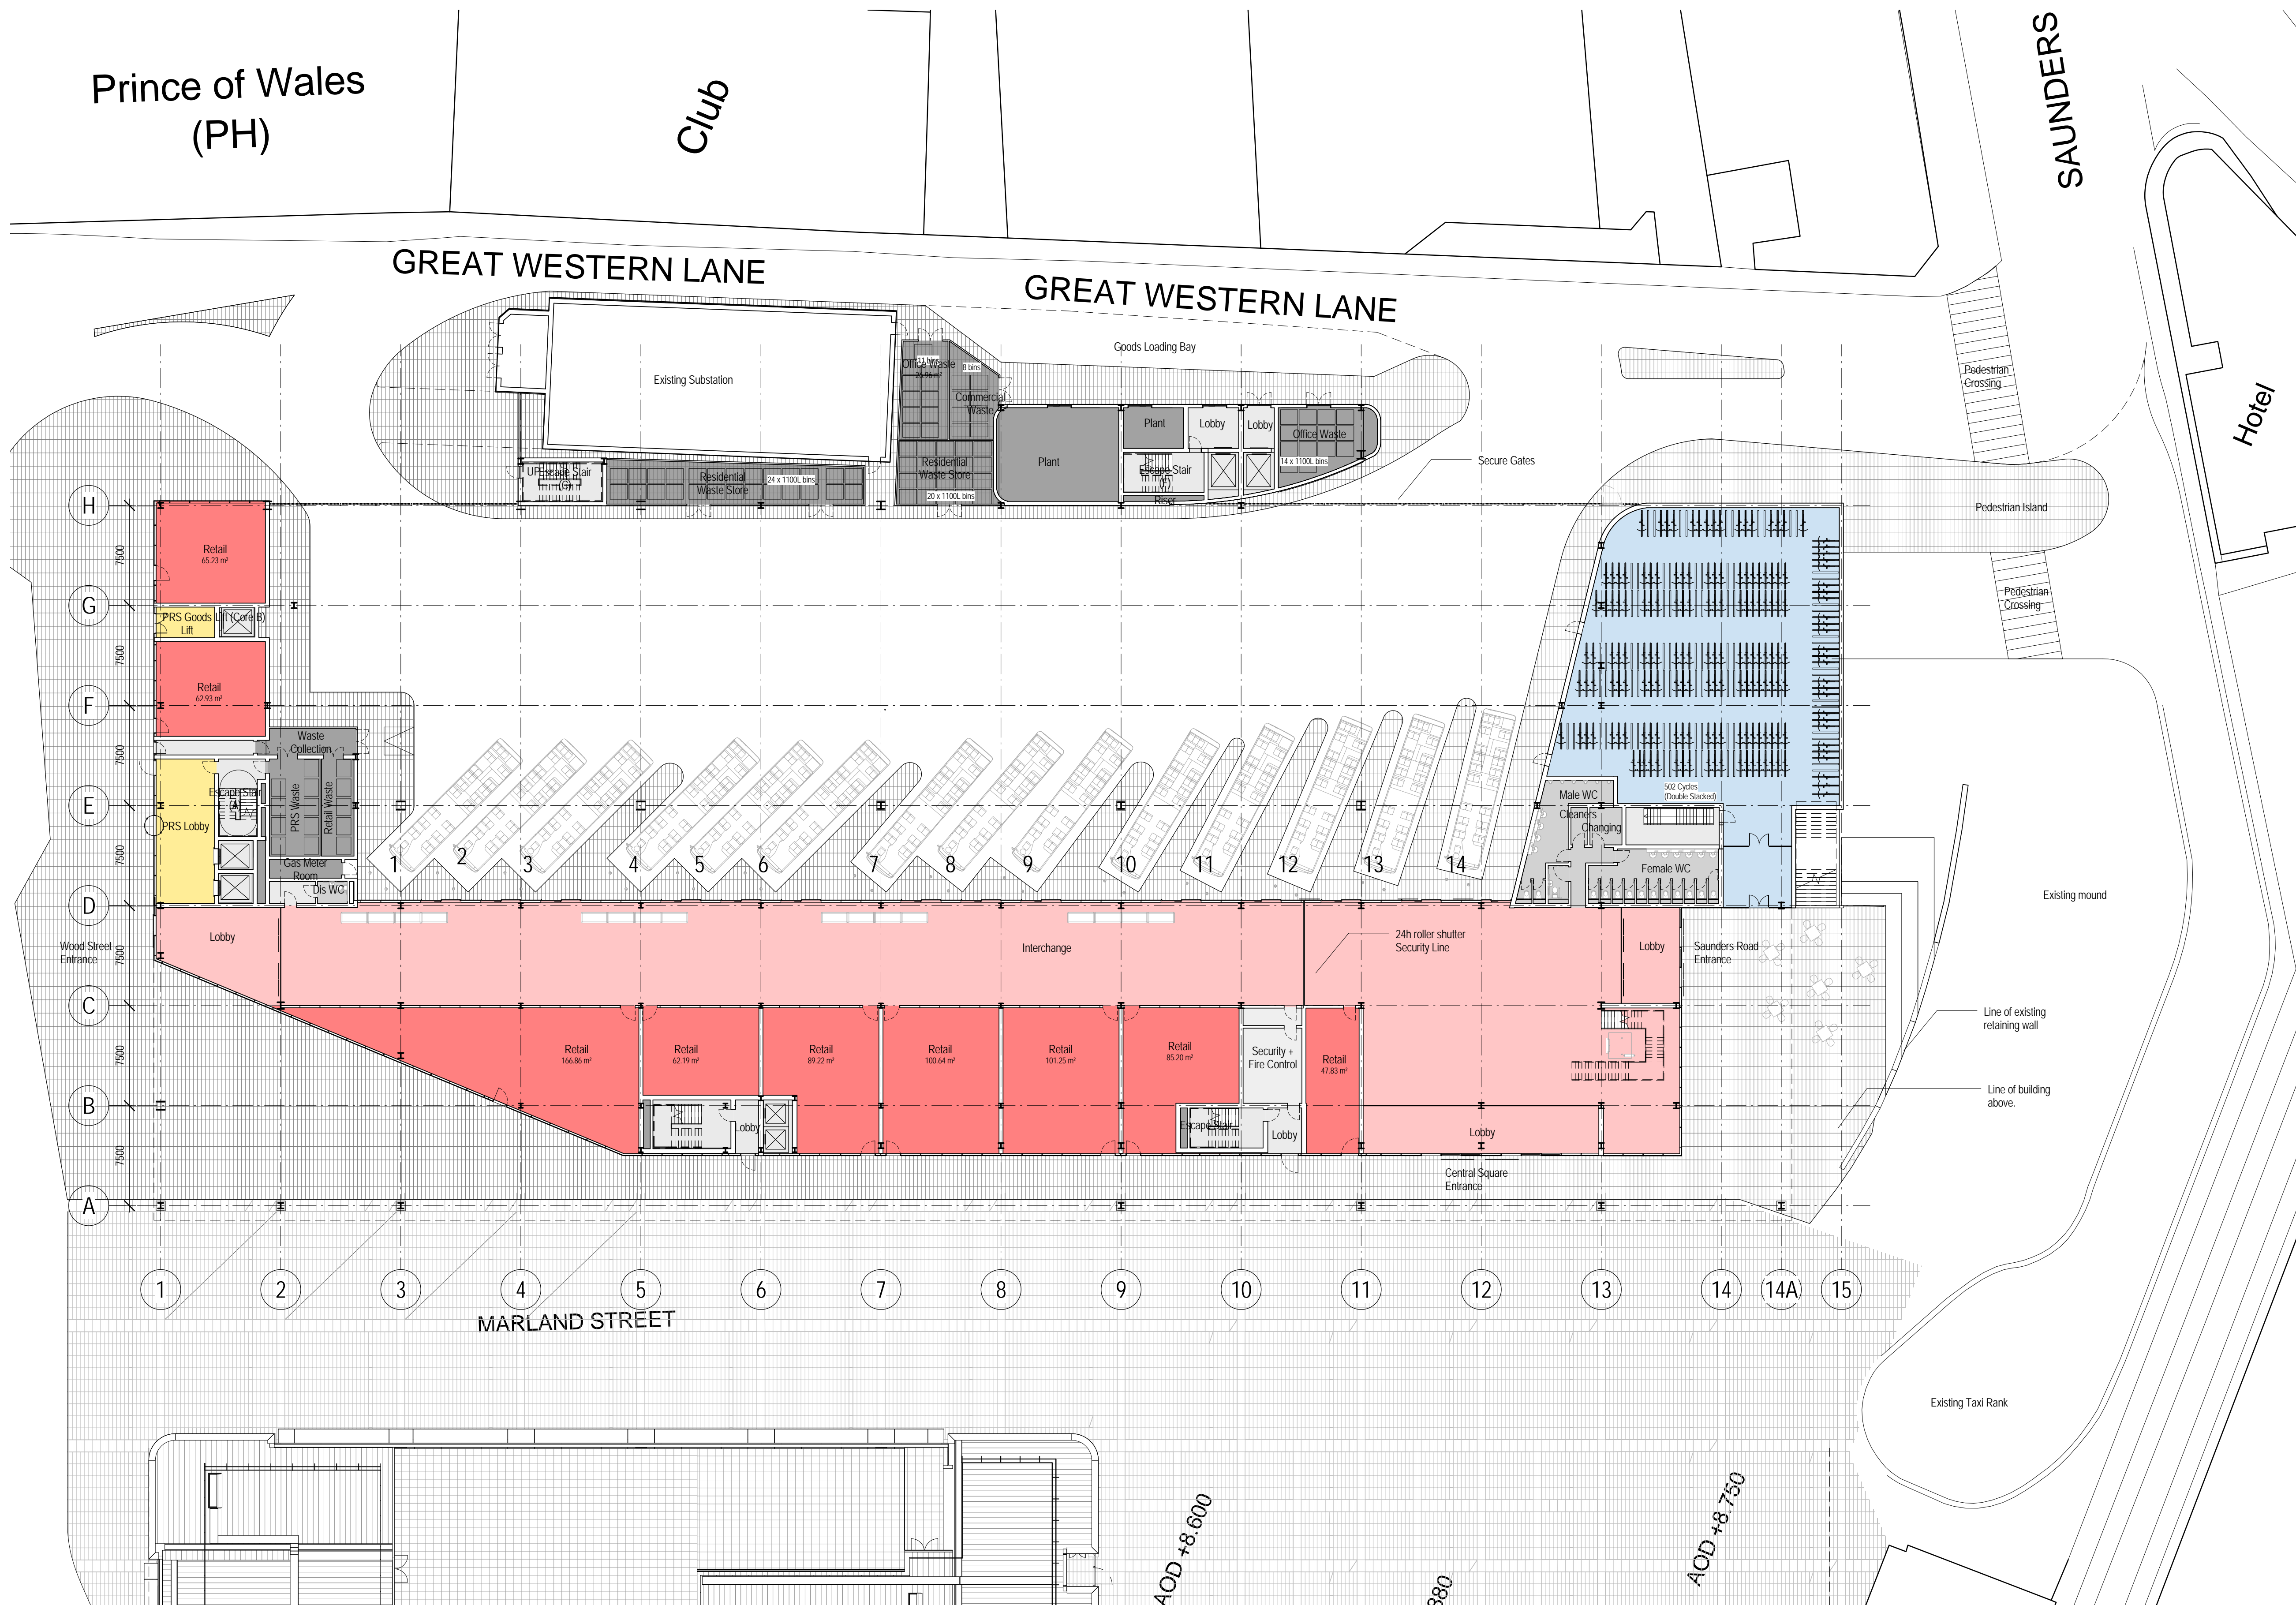 Prince of Wales
(PH)
Club
SAUNDERS
GREAT WESTERN LANE
GREAT WESTERN LANE
Hotel
Goods Loading Bay
Pedestrian
Crossing
Existing Substation
11 bins
Office Waste
8 bins
Commercial
Waste
Plant
Lobby
Lobby
Office Waste
14 x 1100L bins
Plant
Escape Stair
(F)
Riser
Secure Gates
UP
Escape Stair
(G)
Residential
Waste Store
24 x 1100L bins
Residential
Waste Store
20 x 1100L bins
Pedestrian Island
Pedestrian
Crossing
H
G
F
E
D
C
B
A
7500
7500
7500
7500
7500
7500
7500
Retail
65.23 m²
PRS Goods Lift (Core B)
Lift
Retail
62.93 m²
Waste
Collection
Escape Stair
(A)
PRS Waste
Retail Waste
PRS Lobby
Gas Meter
Room
Dis WC
1
2
3
4
5
6
7
8
9
10
11
12
13
14
502 Cycles
(Double Stacked)
Male WC
Cleaners
Changing
Female WC
Existing mound
Wood Street
Entrance
Lobby
Interchange
24h roller shutter
Security Line
Lobby
Saunders Road
Entrance
Line of existing
retaining wall
Line of building
above.
Retail
166.86 m²
Retail
62.19 m²
Retail
89.22 m²
Retail
100.64 m²
Retail
101.25 m²
Retail
85.20 m²
Security +
Fire Control
Retail
47.83 m²
Lobby
Escape Stair
Lobby
Lobby
Central Square
Entrance
1
2
3
4
5
6
7
8
9
10
11
12
13
14
14A
15
MARLAND STREET
Existing Taxi Rank
AOD +8.600
AOD +8.750
880